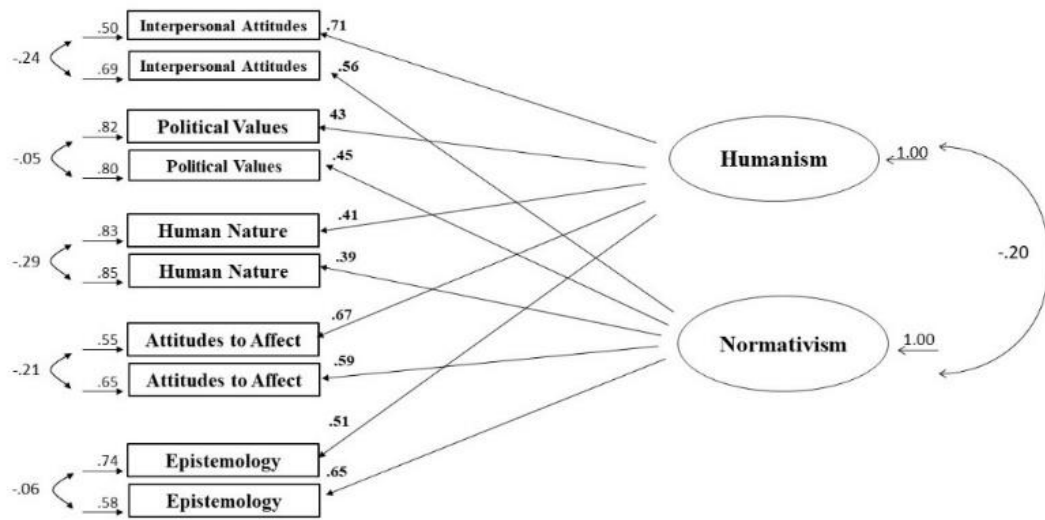 .50 Interpersonal Attitudes .71
-.24
.69 Interpersonal Attitudes .56
.82 Political Values 43
-.05
.80 Political Values .45
.83 Human Nature .41
-.29
.85 Human Nature .39
.55 Attitudes to Affect .67
-.21
.65 Attitudes to Affect .59
.74 Epistemology .51
-.06
.58 Epistemology .65
Humanism 1.00
-.20
Normativism 1.00